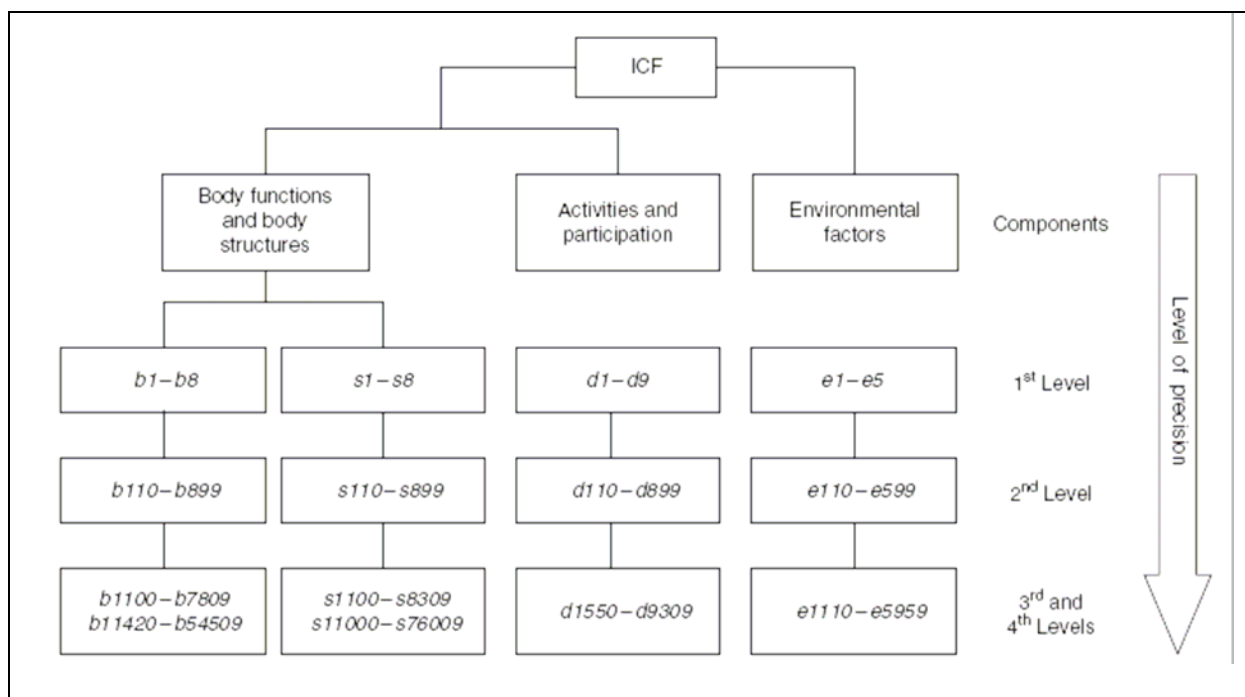 ICF
Body functions
and body
structures
Activities and
participation
Environmental
factors
Components
b1–b8
s1–s8
d1–d9
e1–e5
1st Level
b110–b899
s110–s899
d110–d899
e110–e599
2nd Level
b1100–b7809
b11420–b54509
s1100–s8309
s11000–s76009
d1550–d9309
e1110–e5959
3rd and
4th Levels
Level of precision